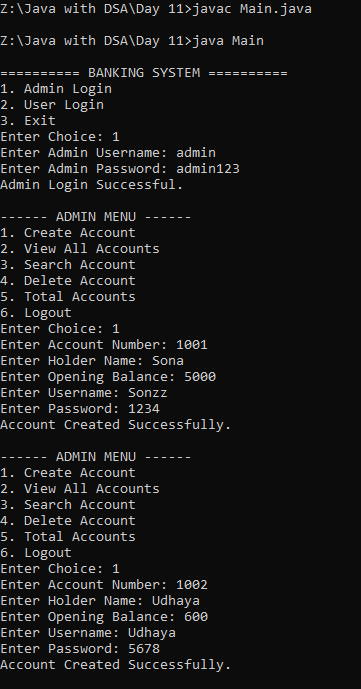 Z:\Java with DSA\Day 11>javac Main.java
Z:\Java with DSA\Day 11>java Main
========== BANKING SYSTEM ==========
1. Admin Login
2. User Login
3. Exit
Enter Choice: 1
Enter Admin Username: admin
Enter Admin Password: admin123
Admin Login Successful.
------ ADMIN MENU ------
1. Create Account
2. View All Accounts
3. Search Account
4. Delete Account
5. Total Accounts
6. Logout
Enter Choice: 1
Enter Account Number: 1001
Enter Holder Name: Sona
Enter Opening Balance: 5000
Enter Username: Sonzz
Enter Password: 1234
Account Created Successfully.
------ ADMIN MENU ------
1. Create Account
2. View All Accounts
3. Search Account
4. Delete Account
5. Total Accounts
6. Logout
Enter Choice: 1
Enter Account Number: 1002
Enter Holder Name: Udhaya
Enter Opening Balance: 600
Enter Username: Udhaya
Enter Password: 5678
Account Created Successfully.